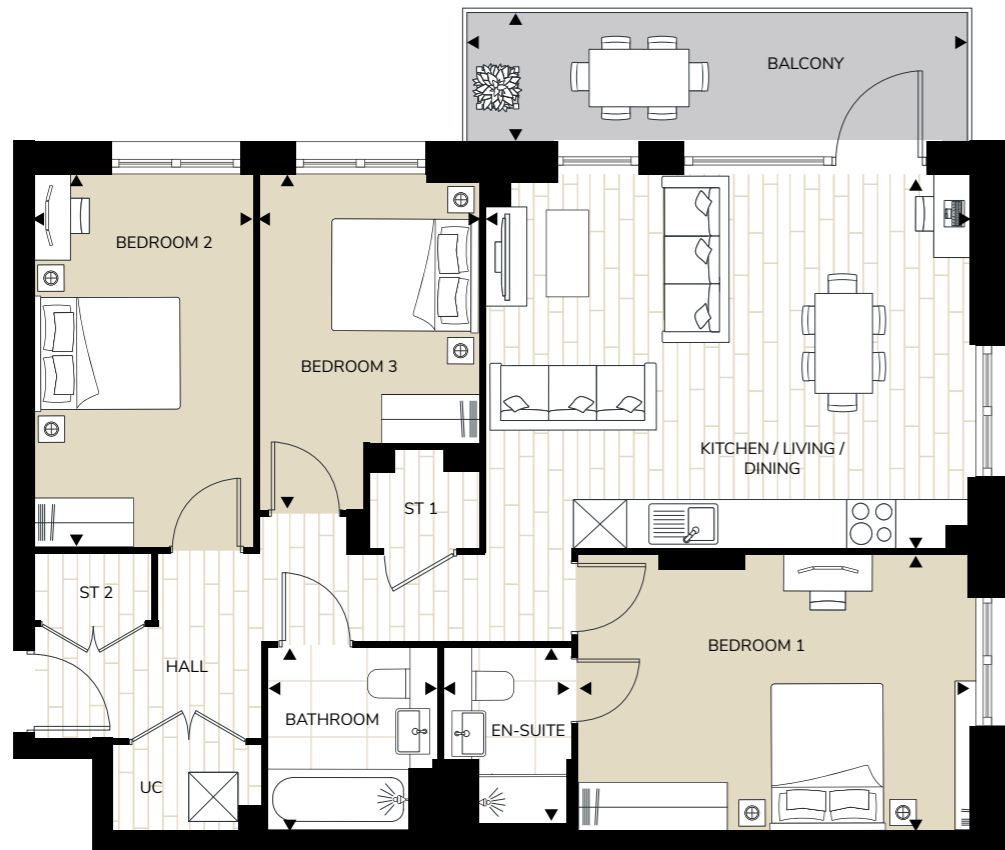 BALCONY
BEDROOM 2
BEDROOM 3
KITCHEN / LIVING /
DINING
ST 1
ST 2
HALL
BEDROOM 1
BATHROOM
EN-SUITE
UC